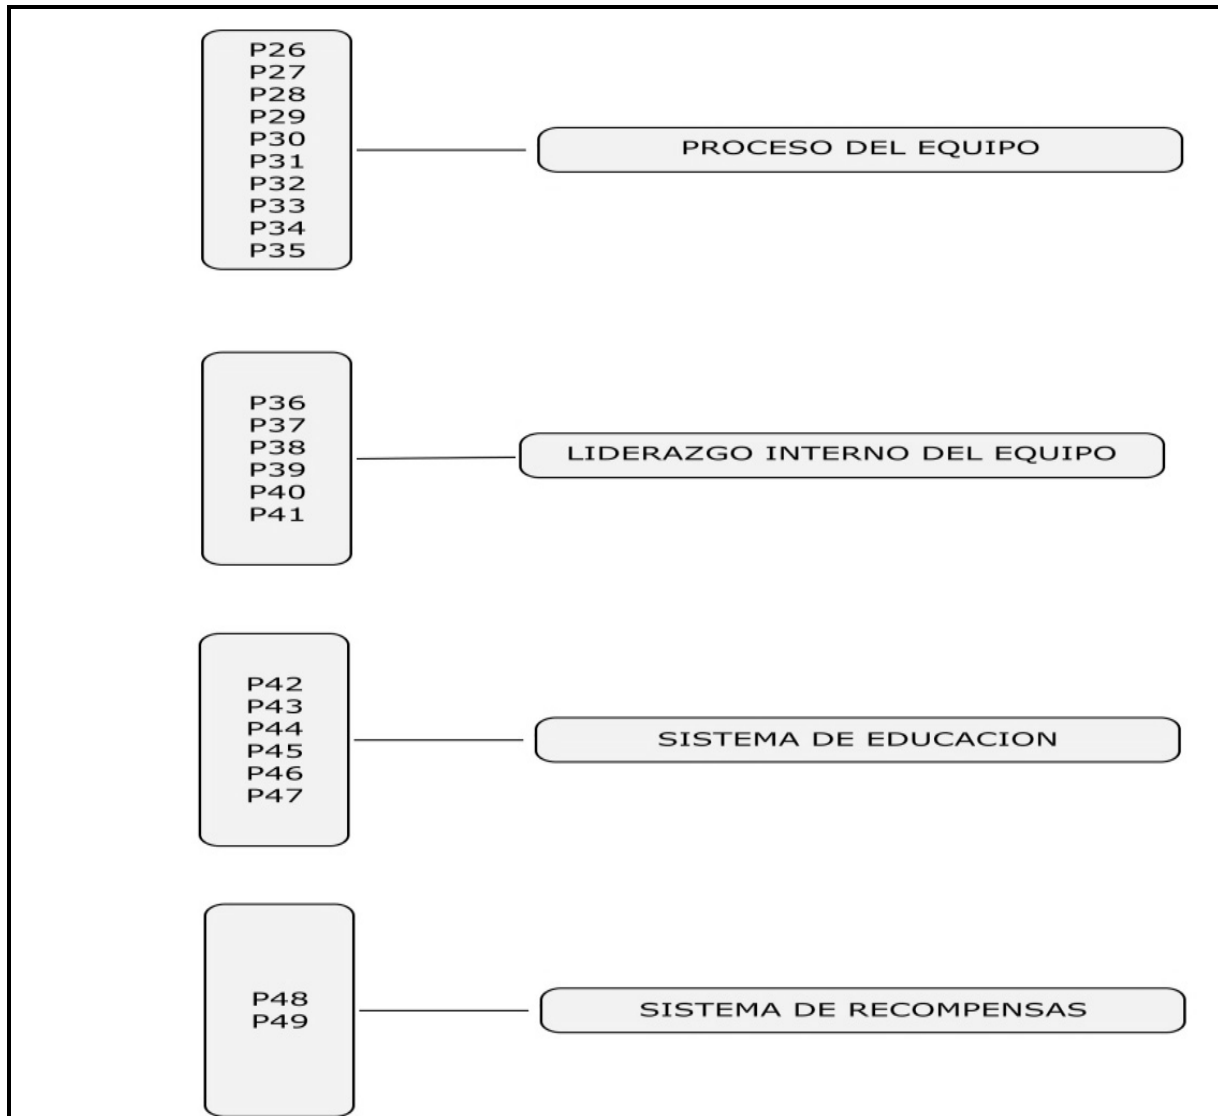 P26
P27
P28
P29
P30
P31
P32
P33
P34
P35
PROCESO DEL EQUIPO
P36
P37
P38
P39
P40
P41
LIDERAZGO INTERNO DEL EQUIPO
P42
P43
P44
P45
P46
P47
SISTEMA DE EDUCACION
P48
P49
SISTEMA DE RECOMPENSAS